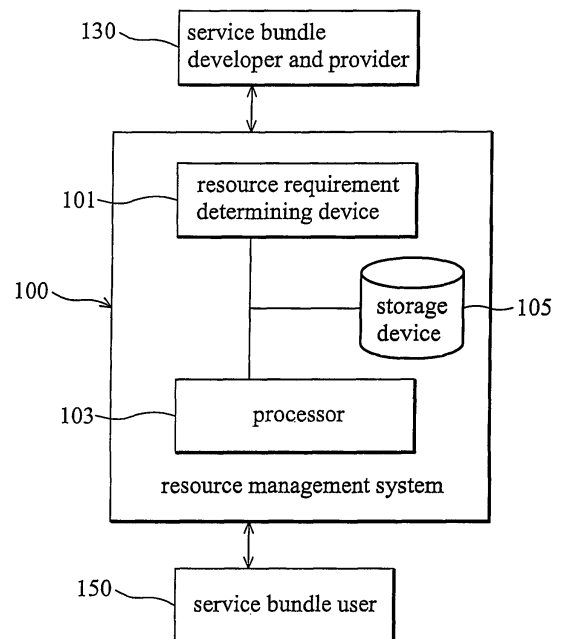 130
service bundle
developer and provider
101
resource requirement
determining device
100
storage
device
105
103
processor
resource management system
150
service bundle user